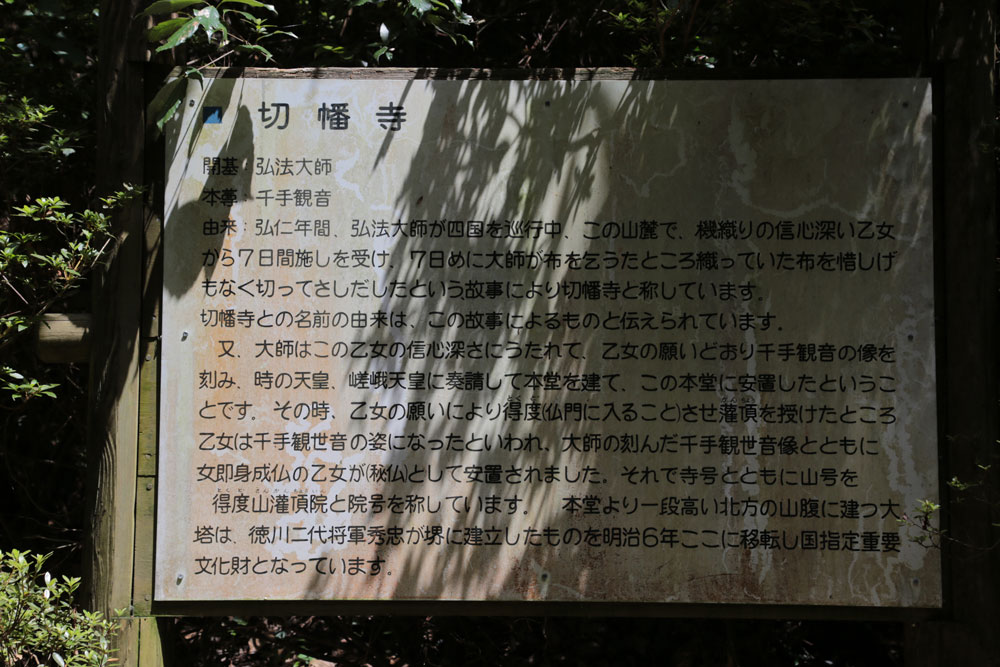 切幡寺
開基:弘法大師
本尊:千手観音
由来:弘仁年間、弘法大師が四国を巡行中、この山麓で、機織りの信心深い乙女
から7日間施しを受け、7日めに大師が布を乞うたところ織っていた布を惜しげ
もなく切ってさしだしたという故事により切幡寺と称しています。
切幡寺との名前の由来は、この故事によるものと伝えられています。
又、大師はこの乙女の信心深さにうたれて、乙女の願いどおり千手観音の像を
刻み、時の天皇、嵯峨天皇に奏請して本堂を建て、この本堂に安置したというこ
とです。その時、乙女の願いにより得度(仏門に入ること)させ灌頂を授けたところ
乙女は千手観世音の姿になったといわれ、大師の刻んだ千手観世音像とともに
女即身成仏の乙女が(秘仏)として安置されました。それで寺号とともに山号を
得度山灌頂院と院号を称しています。 本堂より一段高い北方の山腹に建つ大
塔は、徳川二代将軍秀忠が堺に建立したものを明治6年ここに移転し国指定重要
文化財となっています。